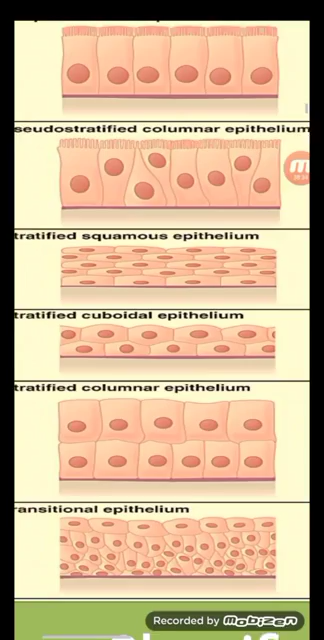 seudostratified columnar epithelium
tratified squamous epithelium
tratified cuboidal epithelium
tratified columnar epithelium
ransitional epithelium
Recorded by mobizen